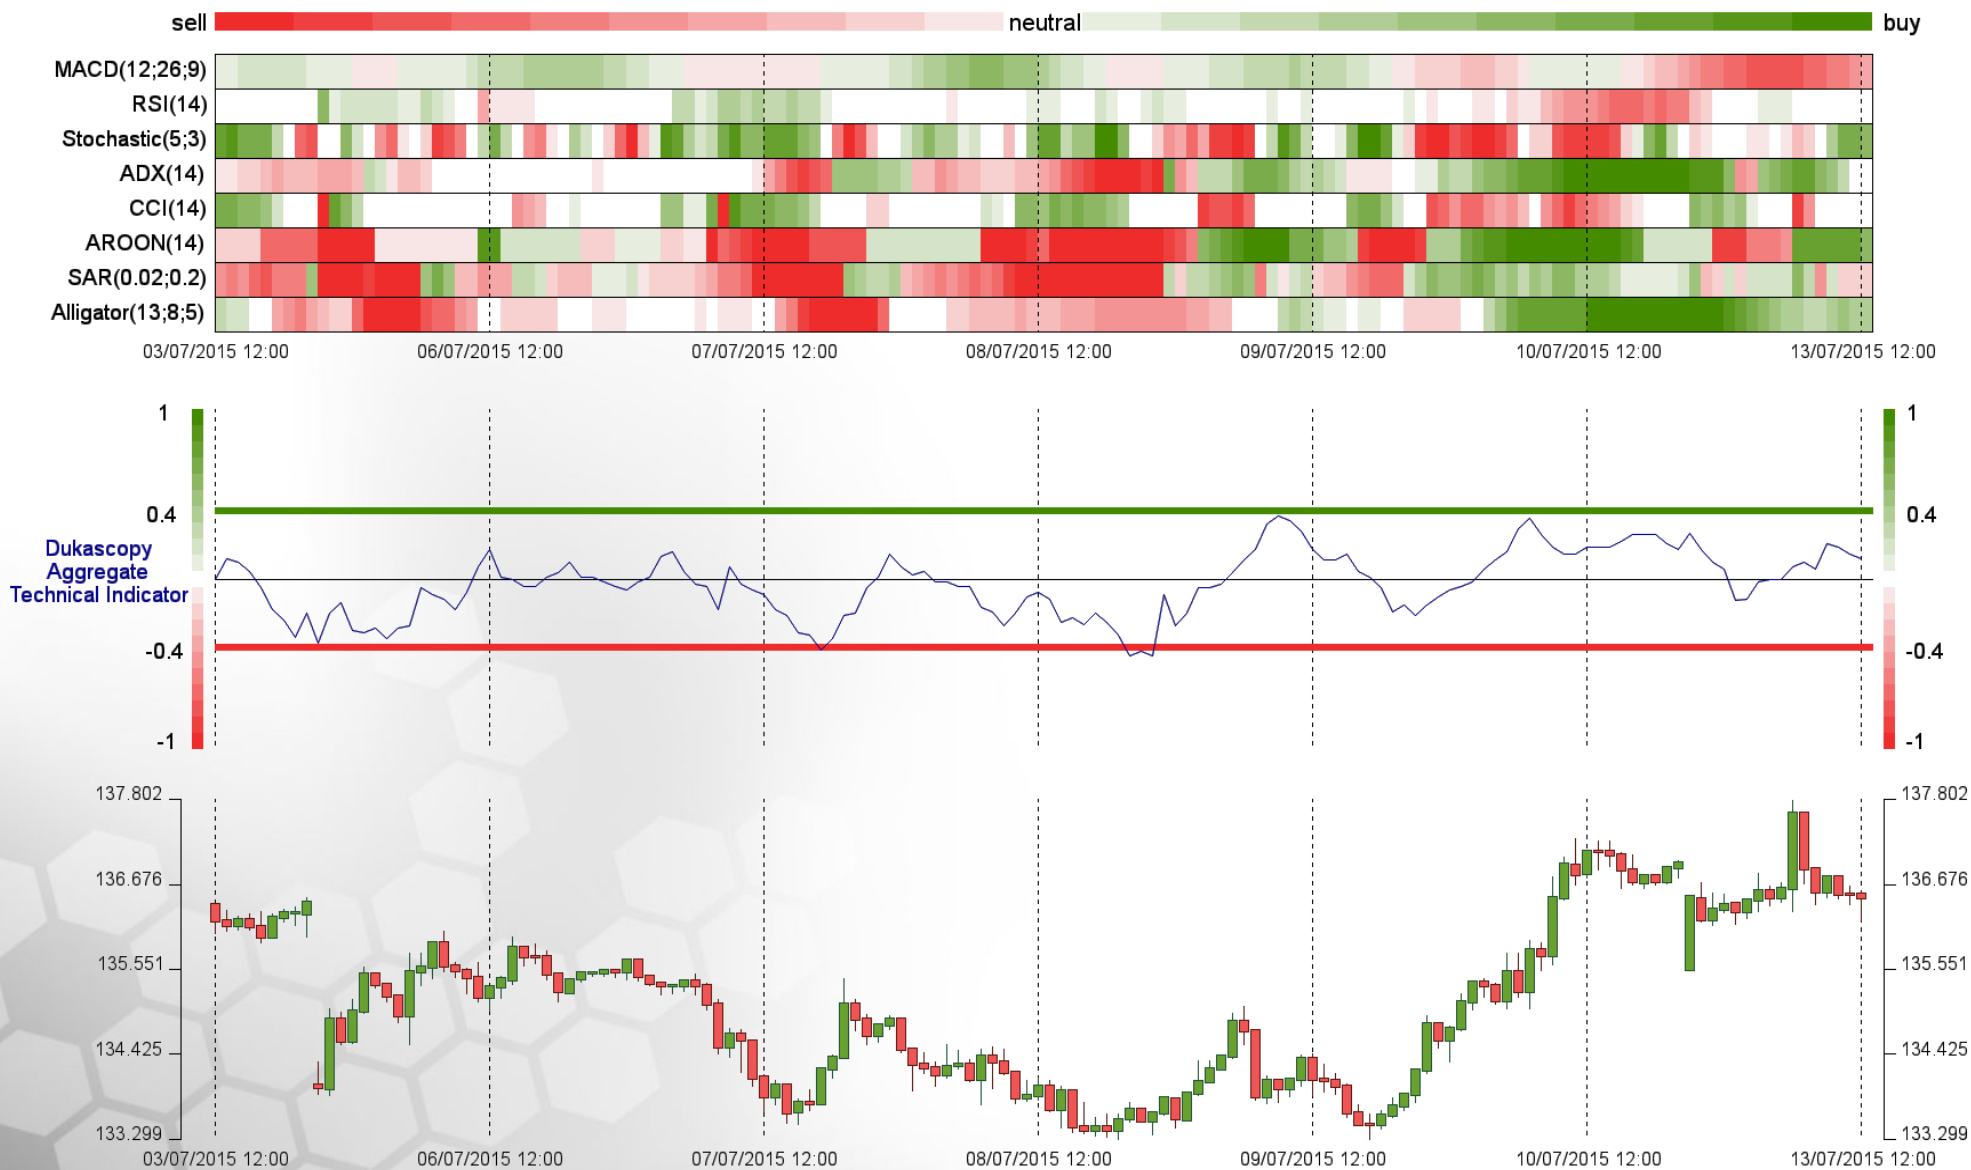 sell neutral buy
MACD(12;26;9)
RSI(14)
Stochastic(5;3)
ADX(14)
CCI(14)
AROON(14)
SAR(0.02;0.2)
Alligator(13;8;5)
03/07/2015 12:00 06/07/2015 12:00 07/07/2015 12:00 08/07/2015 12:00 09/07/2015 12:00 10/07/2015 12:00 13/07/2015 12:00
1 1
0.4 0.4
Dukascopy
Aggregate
Technical Indicator
-0.4 -0.4
-1 -1
137.802 137.802
136.676 136.676
135.551 135.551
134.425 134.425
133.299 133.299
03/07/2015 12:00 06/07/2015 12:00 07/07/2015 12:00 08/07/2015 12:00 09/07/2015 12:00 10/07/2015 12:00 13/07/2015 12:00